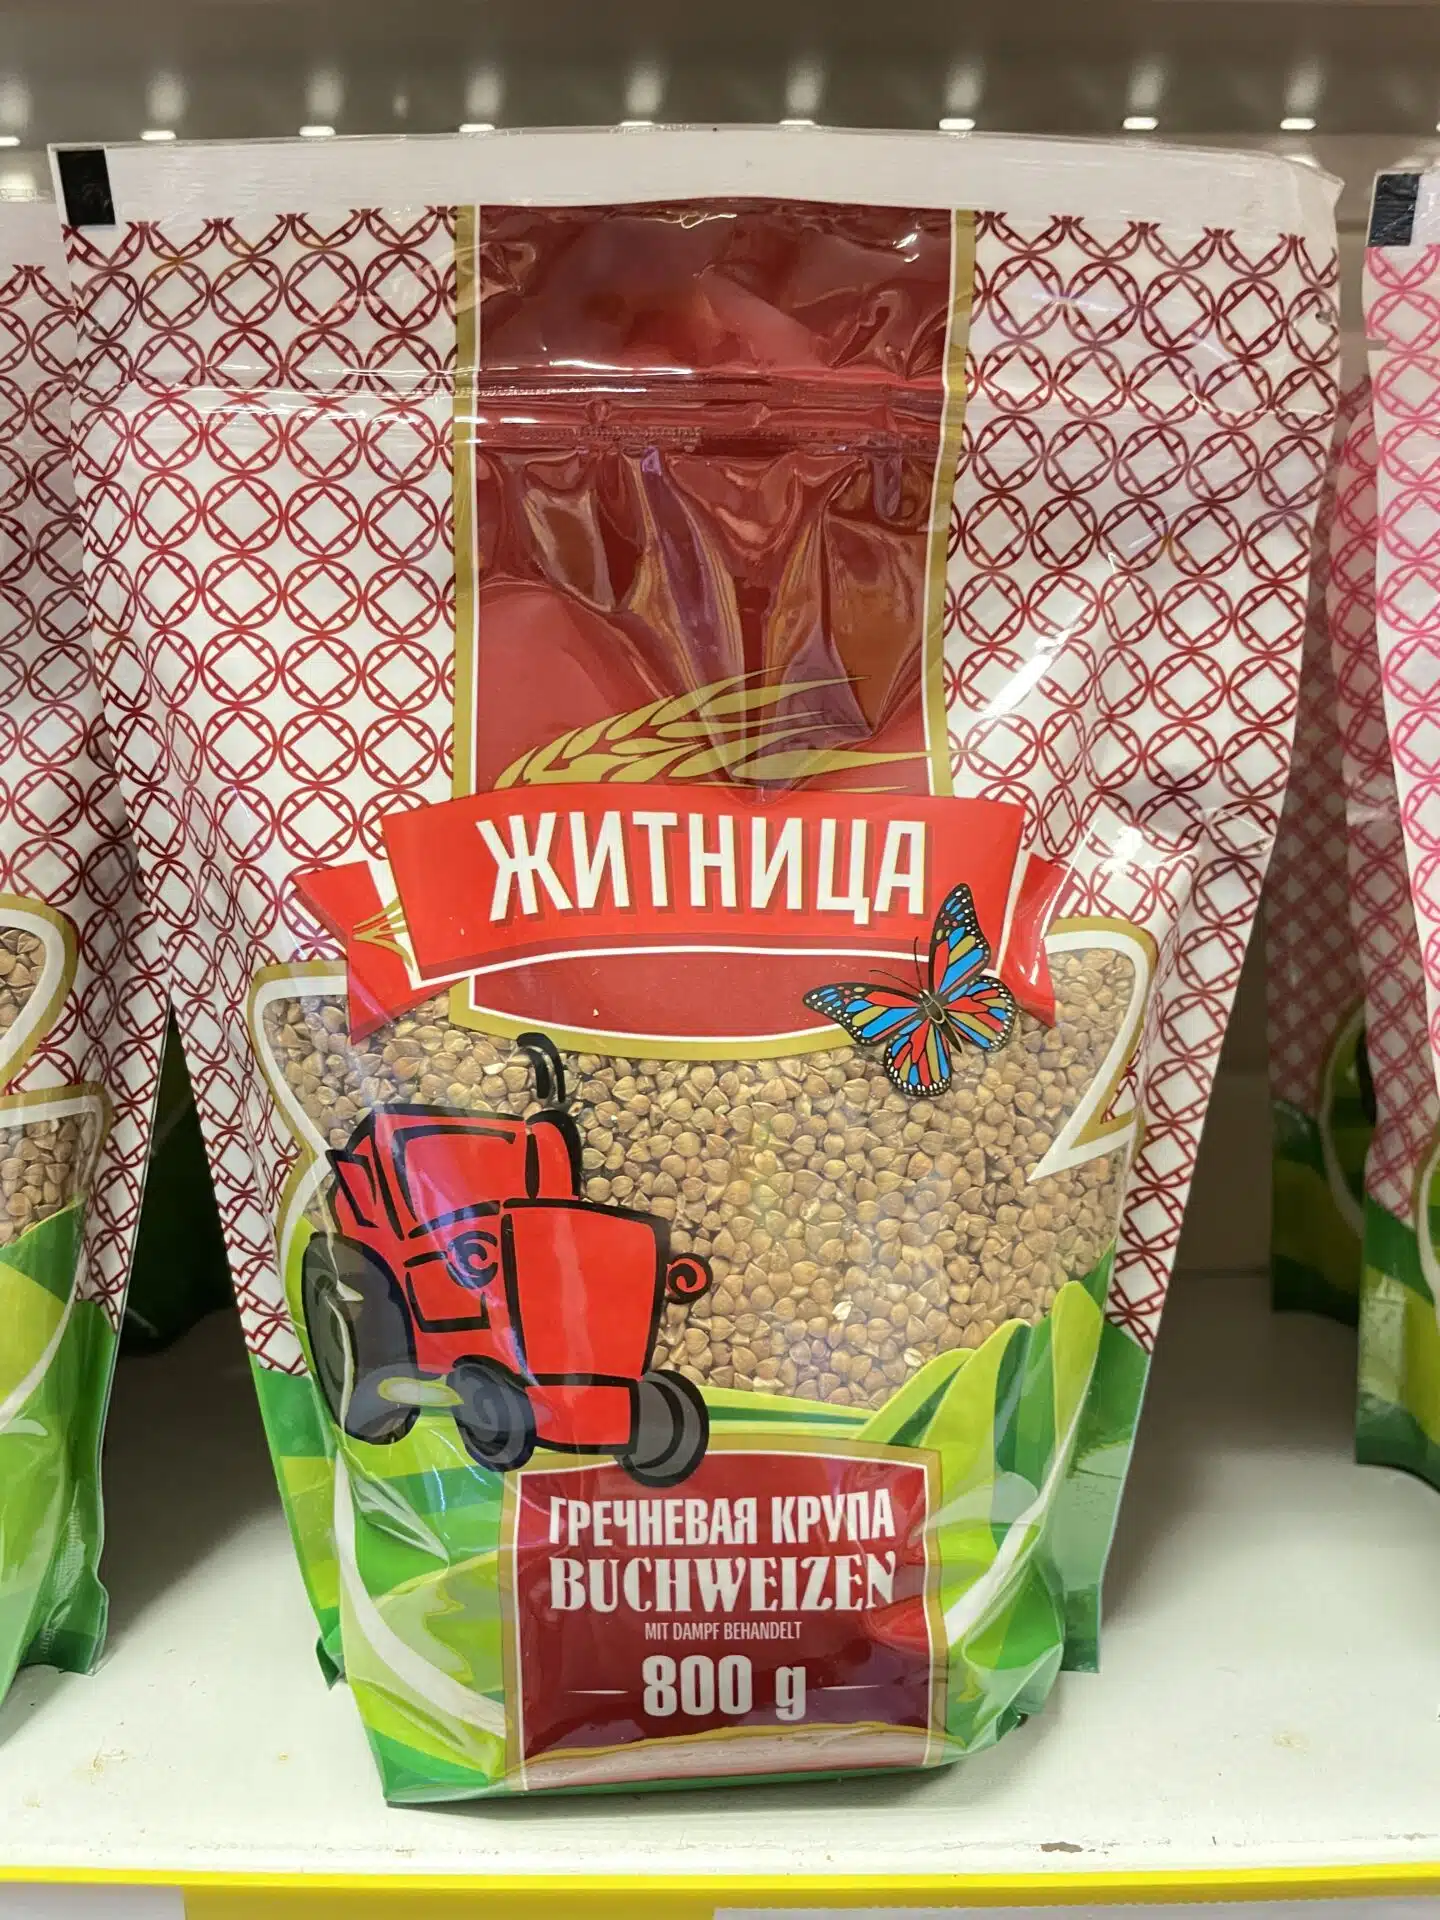 ЖИТНИЦА
ГРЕЧНЕВАЯ КРУПА
BUCHWEIZEN
MIT DAMPF BEHANDELT
800 g